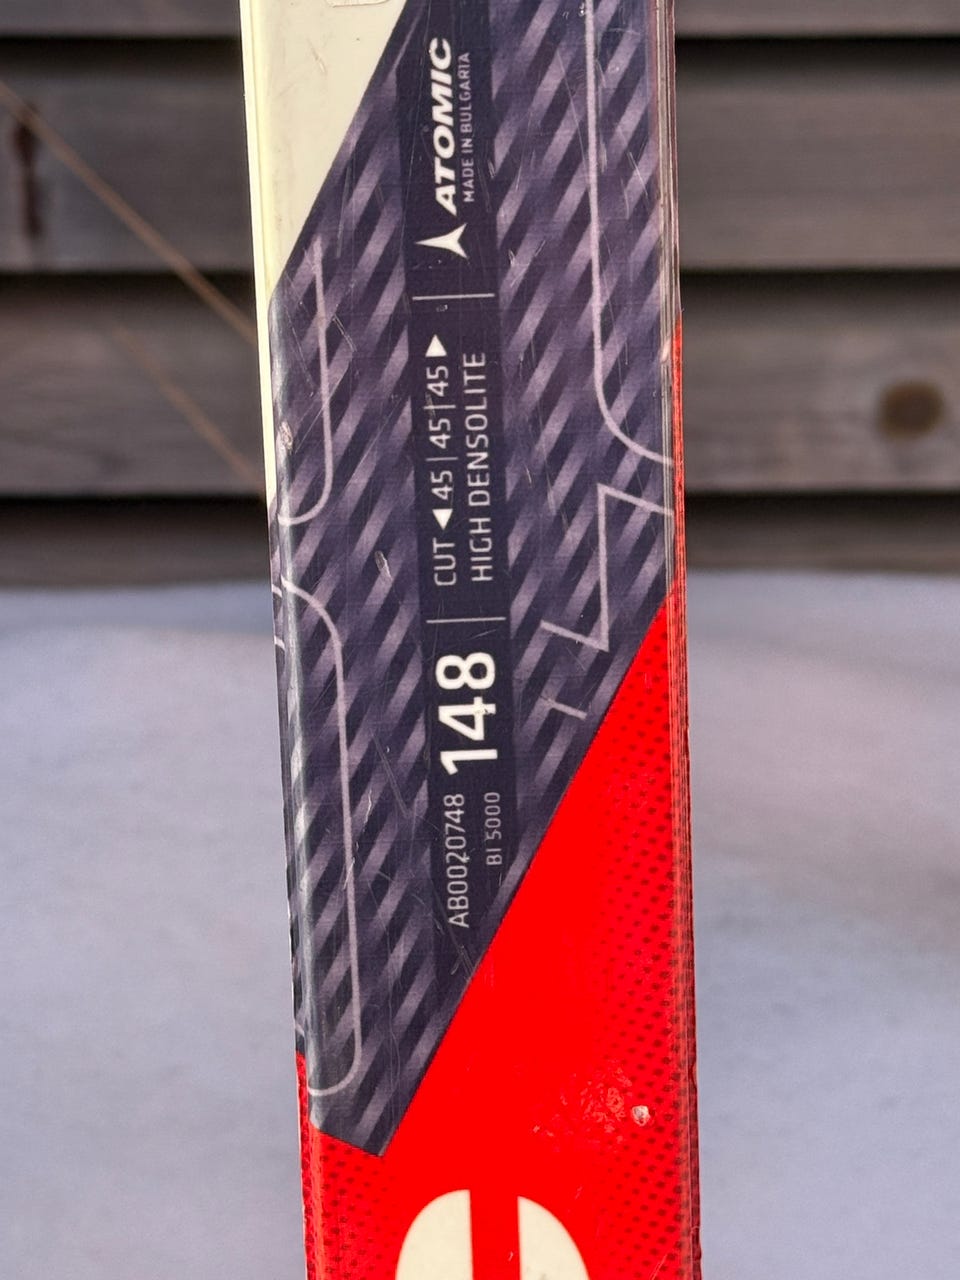 AB0020748
BI 5000
148
CUT ◀45|45|45▶
HIGH DENSOLITE
ATOMIC
MADE IN BULGARIA